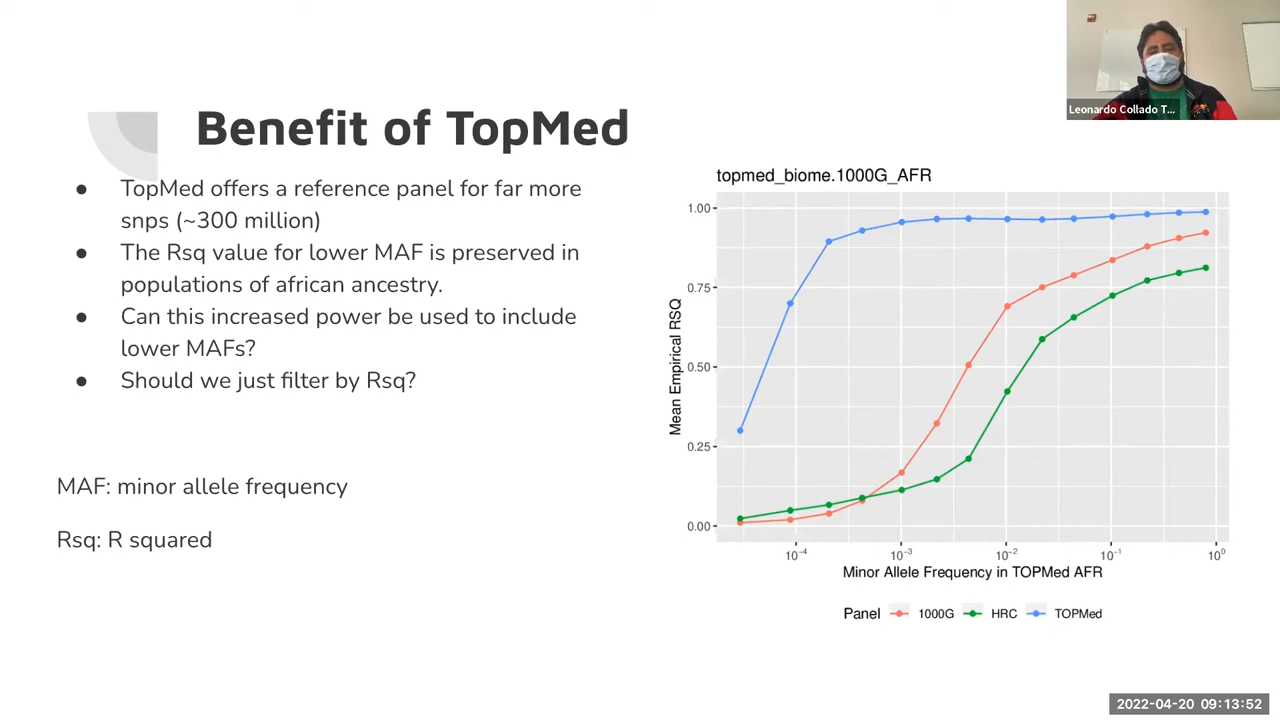 Leonardo Collado T...
Benefit of TopMed
● TopMed offers a reference panel for far more
snps (~300 million)
● The Rsq value for lower MAF is preserved in
populations of african ancestry.
● Can this increased power be used to include
lower MAFs?
● Should we just filter by Rsq?
MAF: minor allele frequency
Rsq: R squared
topmed_biome.1000G_AFR
Mean Empirical RSQ
1.00
0.75
0.50
0.25
0.00
10⁻⁴ 10⁻³ 10⁻² 10⁻¹ 10⁰
Minor Allele Frequency in TOPMed AFR
Panel 1000G HRC TOPMed
2022-04-20 09:13:52